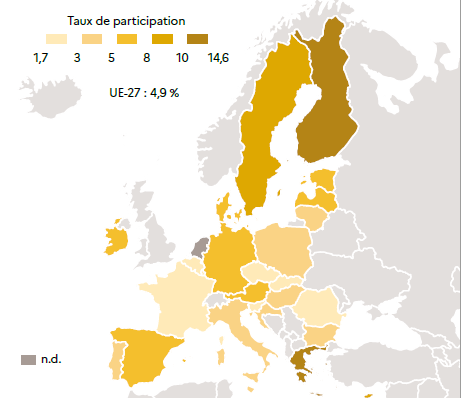 Taux de participation
1,7 3 5 8 10 14,6
UE-27 : 4,9 %
n.d.